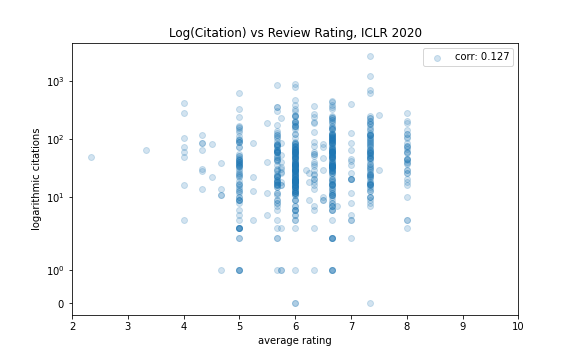 Log(Citation) vs Review Rating, ICLR 2020
corr: 0.127
logarithmic citations
10³
10²
10¹
10⁰
0
2 3 4 5 6 7 8 9 10
average rating